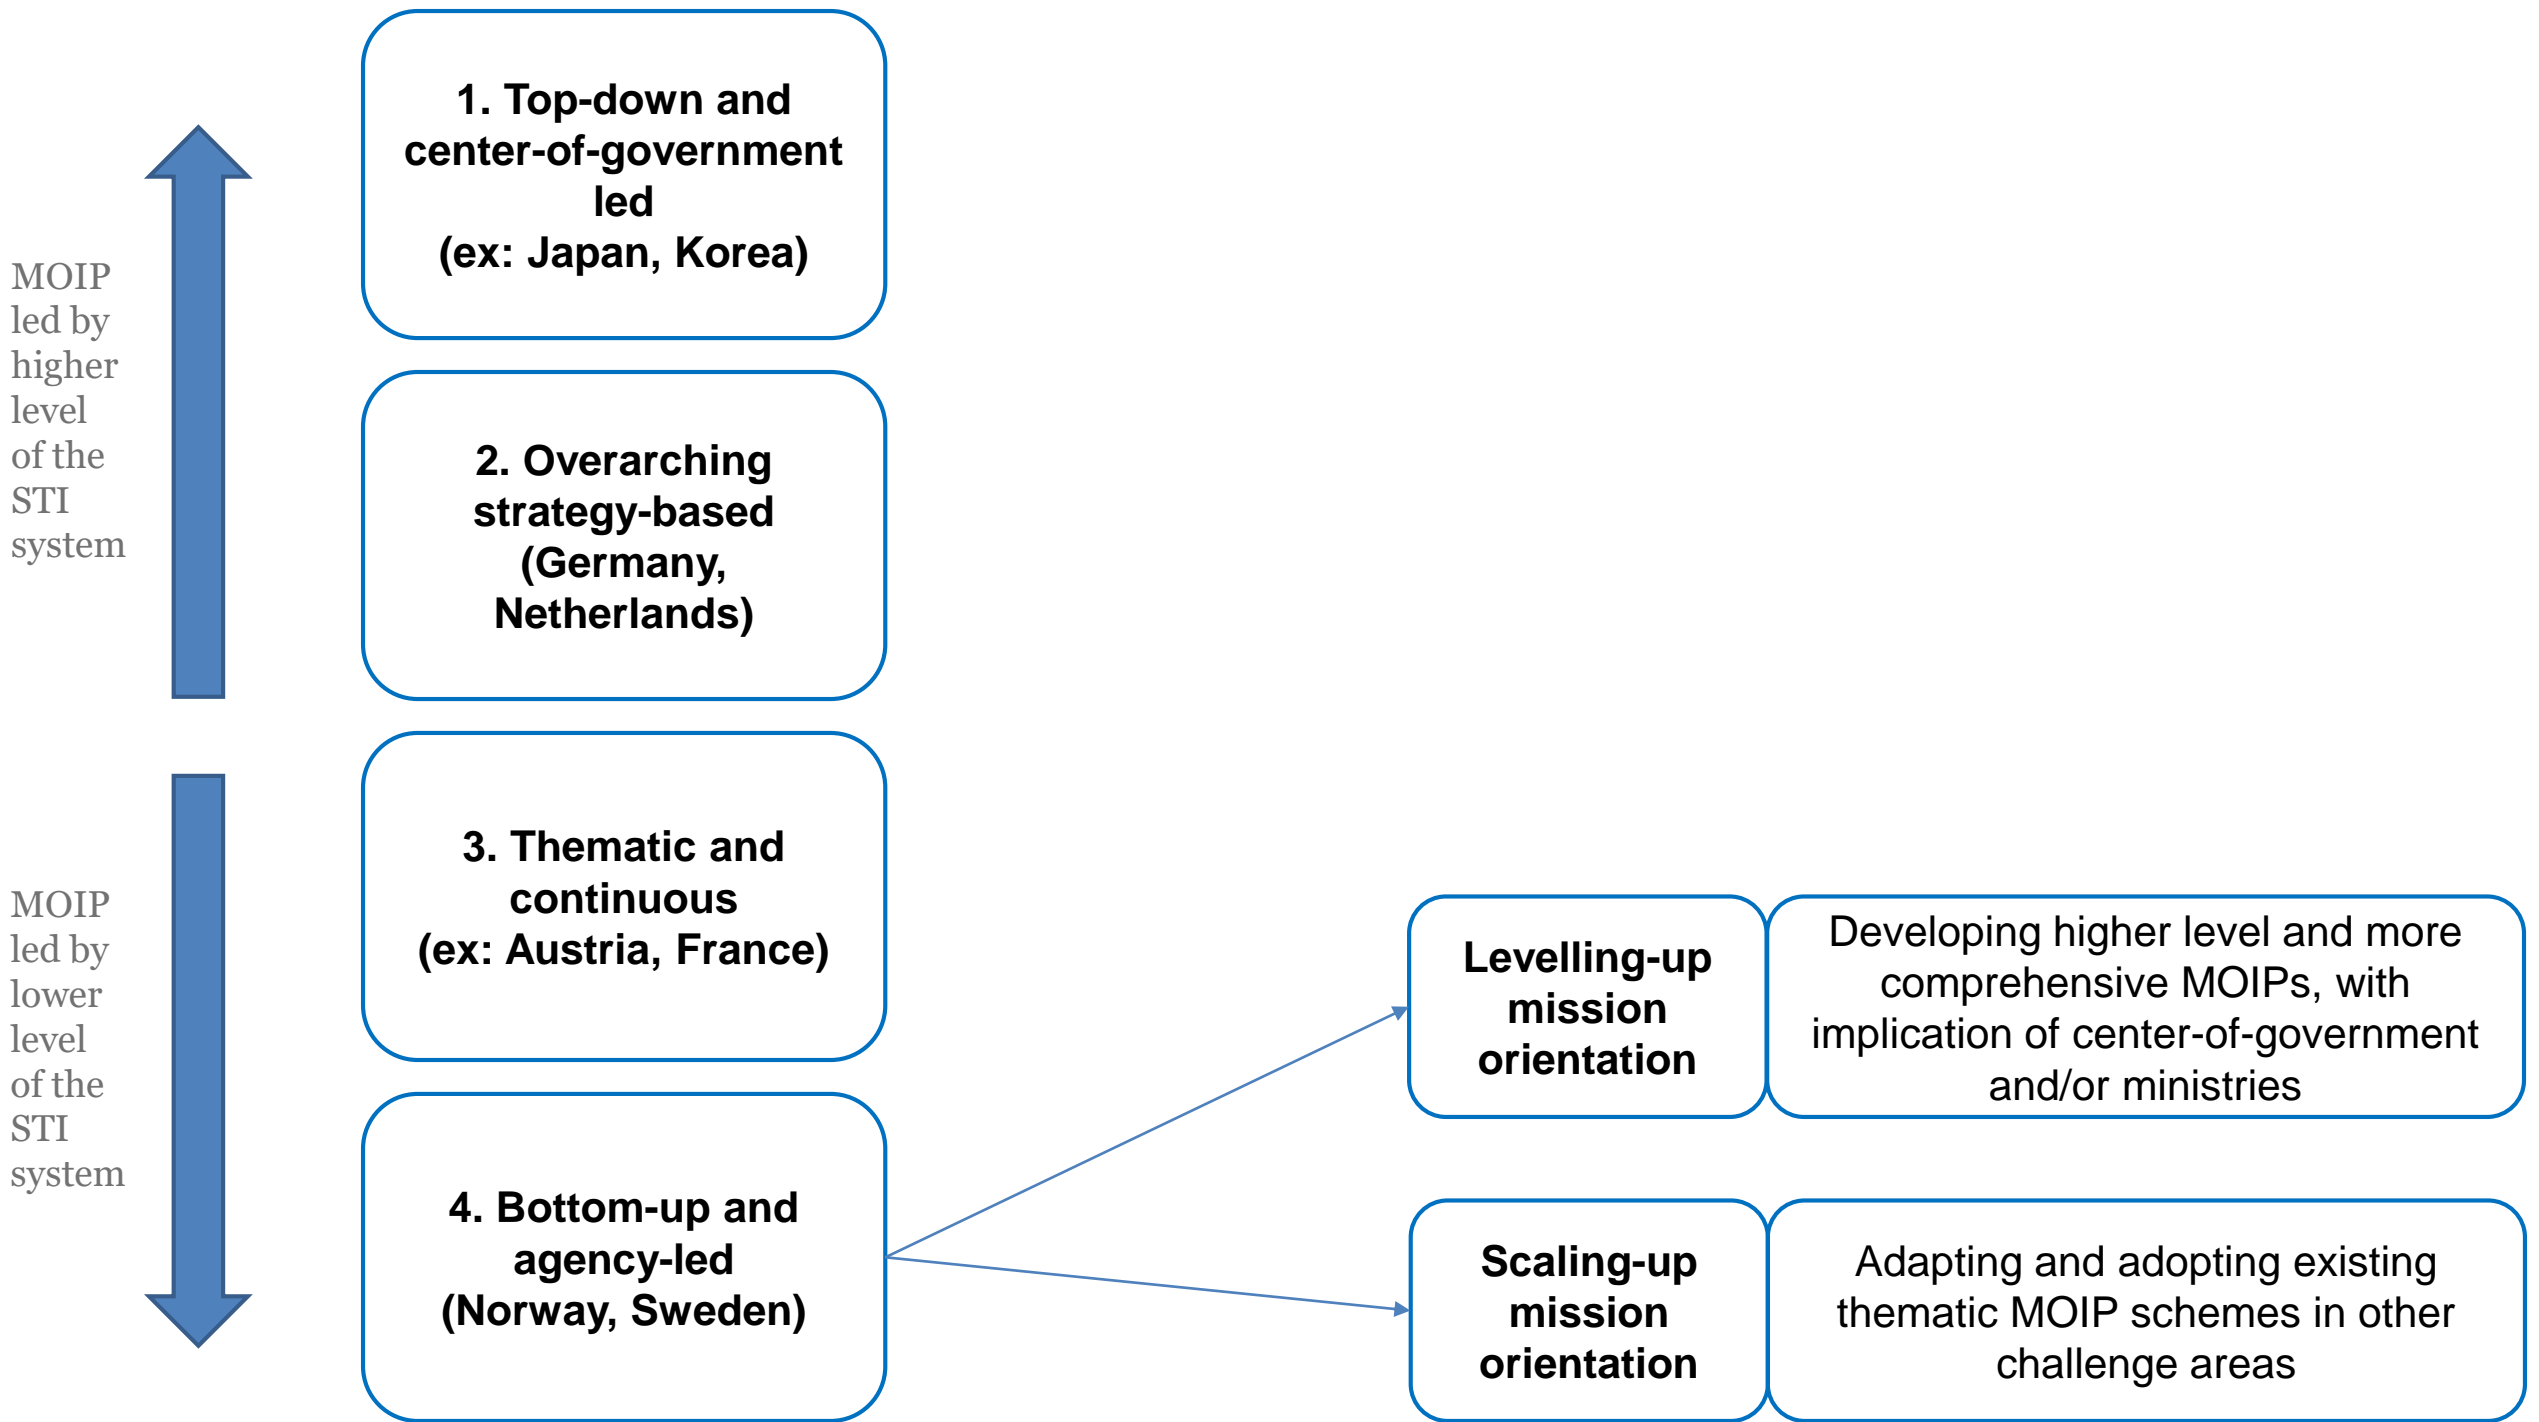 MOIP
led by
higher
level
of the
STI
system
1. Top-down and
center-of-government
led
(ex: Japan, Korea)
2. Overarching
strategy-based
(Germany,
Netherlands)
MOIP
led by
lower
level
of the
STI
system
3. Thematic and
continuous
(ex: Austria, France)
4. Bottom-up and
agency-led
(Norway, Sweden)
Levelling-up
mission
orientation
Developing higher level and more
comprehensive MOIPs, with
implication of center-of-government
and/or ministries
Scaling-up
mission
orientation
Adapting and adopting existing
thematic MOIP schemes in other
challenge areas